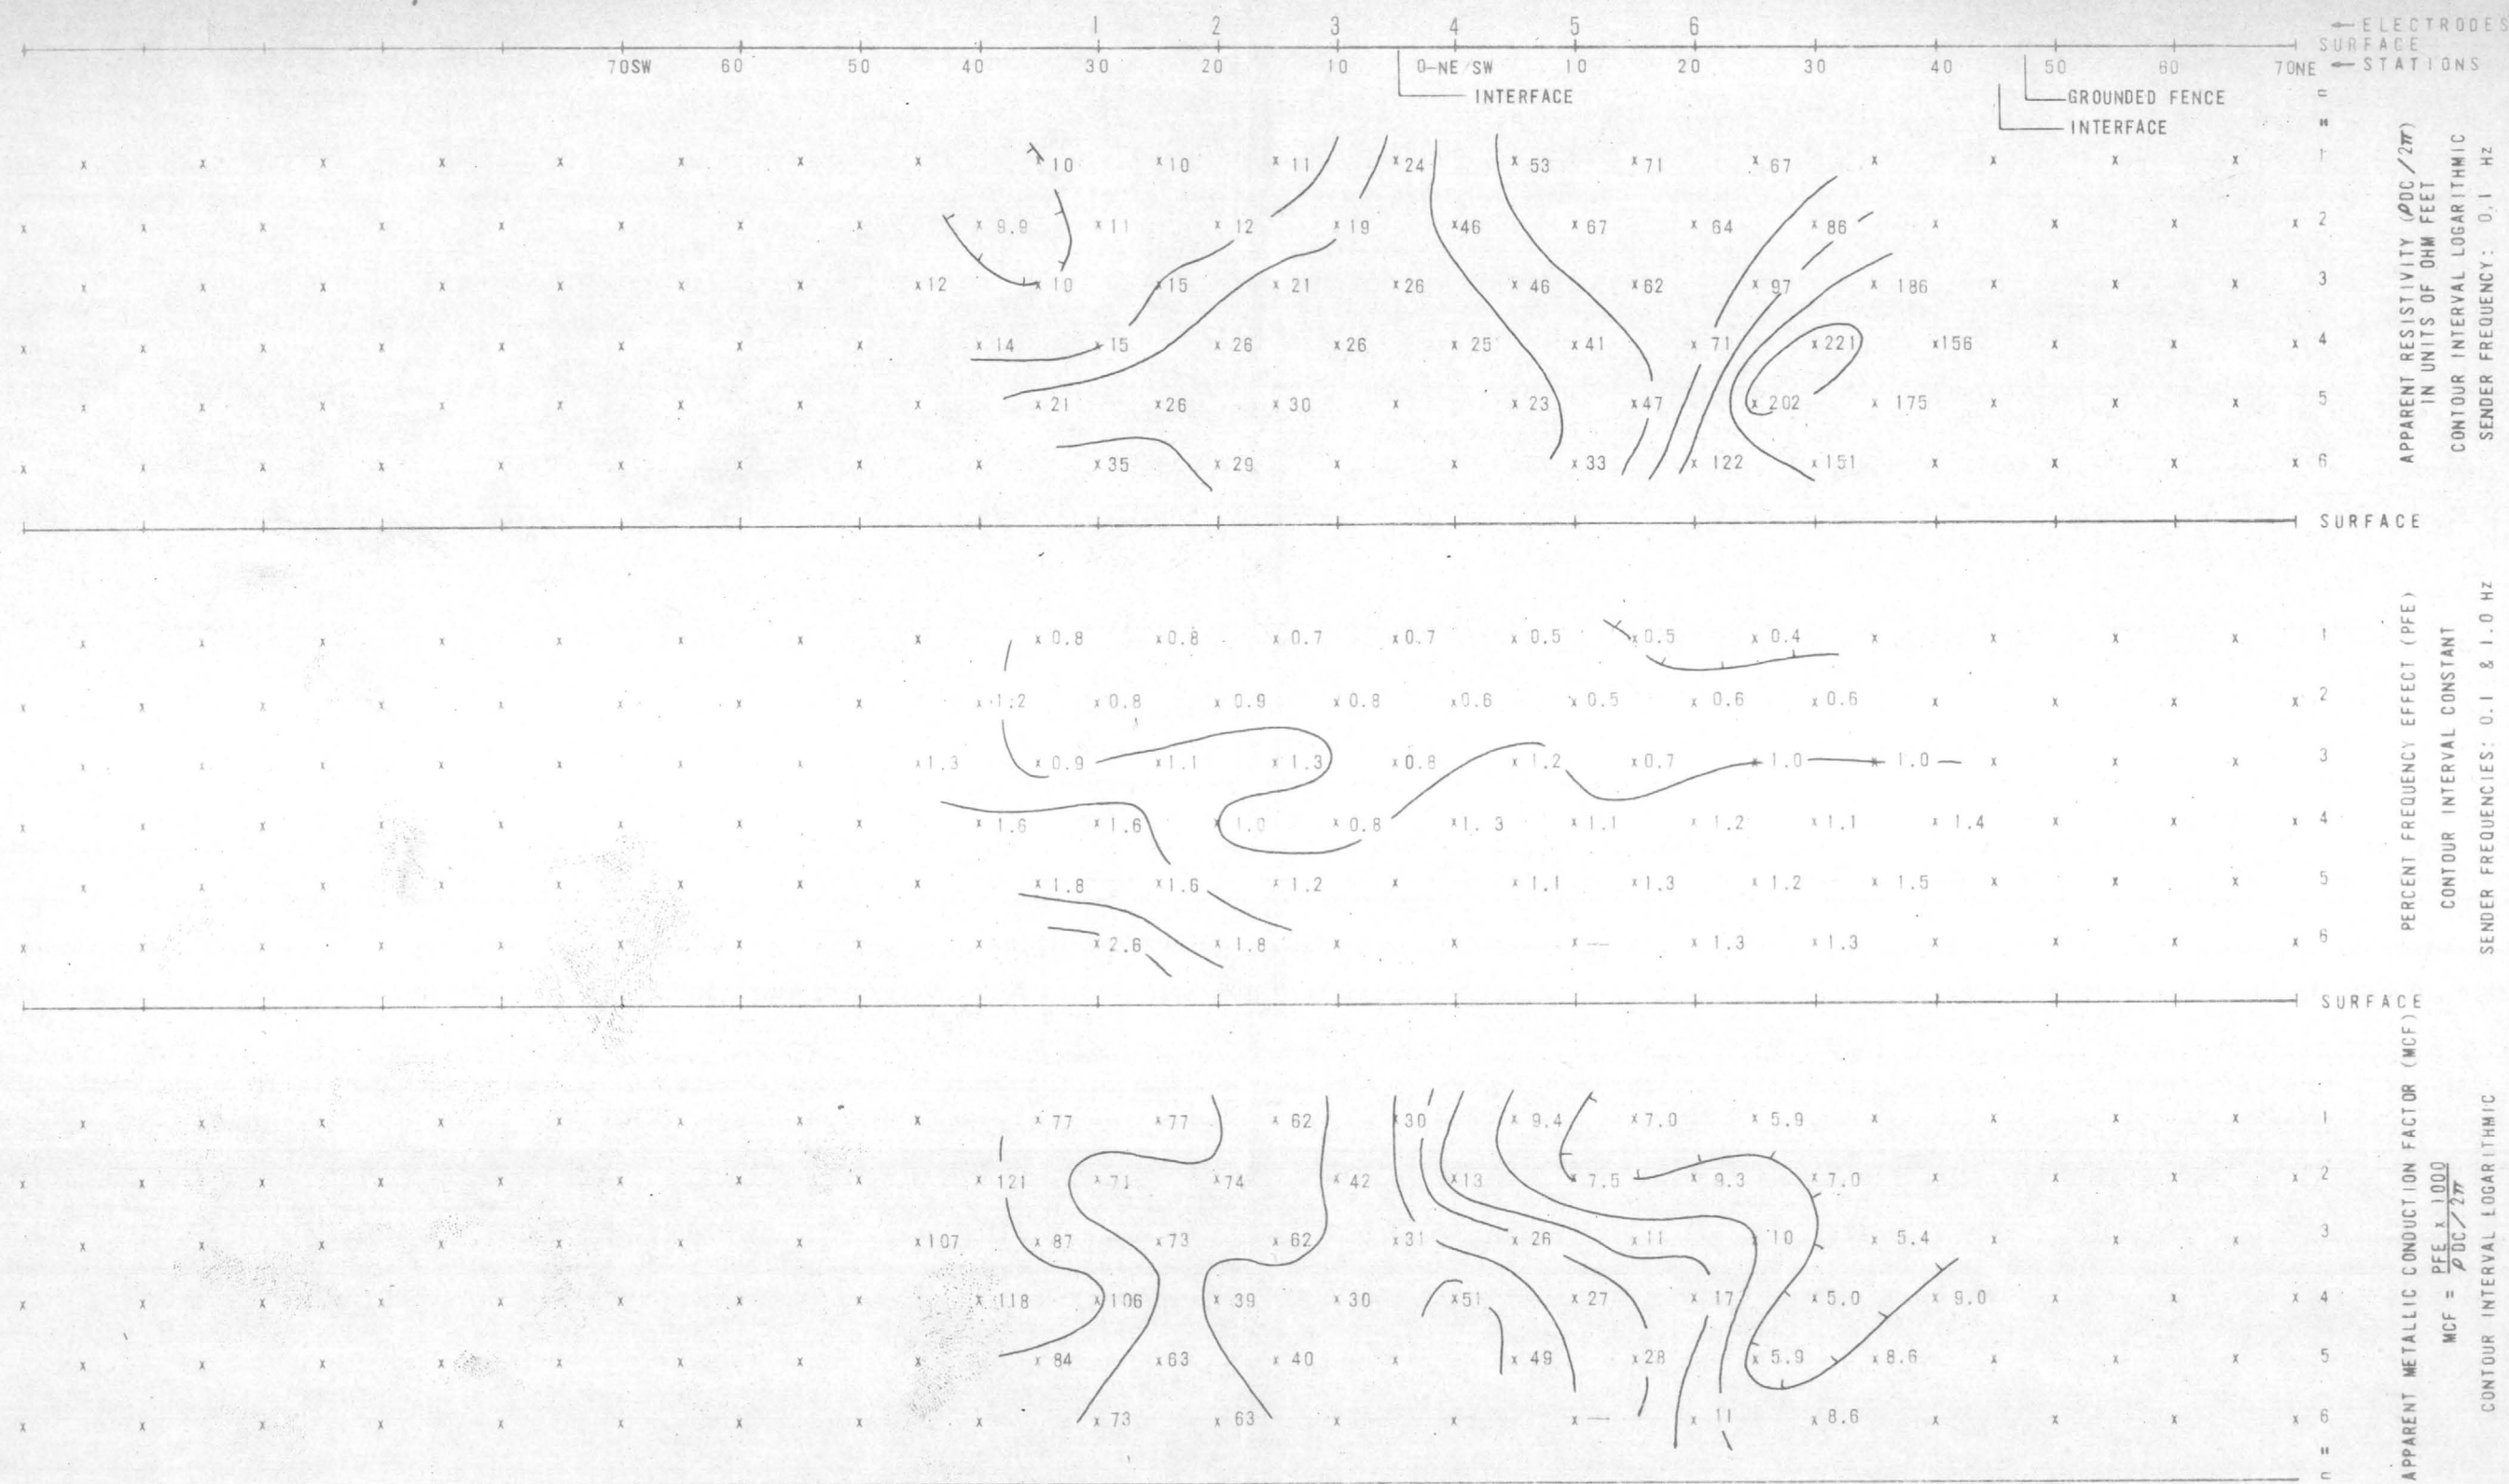 1 2 3 4 5 6 ← ELECTRODES
SURFACE
70SW 60 50 40 30 20 10 0-NE/SW 10 20 30 40 50 60 70NE ← STATIONS
INTERFACE
GROUNDED FENCE
INTERFACE
n =
x x x x x x x x x 10 x 10 x 11 x 24 x 53 x 71 x 67 x x x x 1
x x x x x x x x x 9.9 x 11 x 12 x 19 x 46 x 67 x 64 x 86 x x x x 2
x x x x x x x x 12 x 10 x 15 x 21 x 26 x 46 x 62 x 97 x 186 x x x 3
x x x x x x x x x 14 x 15 x 26 x 26 x 25 x 41 x 71 x 221 x 156 x x x 4
x x x x x x x x x 21 x 26 x 30 x x 23 x 47 x 202 x 175 x x x 5
x x x x x x x x x x 35 x 29 x x x 33 x 122 x 151 x x x x 6
APPARENT RESISTIVITY (ρDC/2π)
IN UNITS OF OHM FEET
CONTOUR INTERVAL LOGARITHMIC
SENDER FREQUENCY: 0.1 Hz
SURFACE
x x x x x x x x x 0.8 x 0.8 x 0.7 x 0.7 x 0.5 x 0.5 x 0.4 x x x x 1
x x x x x x x x x 1.2 x 0.8 x 0.9 x 0.8 x 0.6 x 0.5 x 0.6 x 0.6 x x x x 2
x x x x x x x x 1.3 x 0.9 x 1.1 x 1.3 x 0.8 x 1.2 x 0.7 x 1.0 x 1.0 x x x 3
x x x x x x x x x 1.6 x 1.6 x 1.0 x 0.8 x 1.3 x 1.1 x 1.2 x 1.1 x 1.4 x x x 4
x x x x x x x x x 1.8 x 1.6 x 1.2 x x 1.1 x 1.3 x 1.2 x 1.5 x x x 5
x x x x x x x x x x 2.6 x 1.8 x x x — x 1.3 x 1.3 x x x x 6
PERCENT FREQUENCY EFFECT (PFE)
CONTOUR INTERVAL CONSTANT
SENDER FREQUENCIES: 0.1 & 1.0 HZ
SURFACE
x x x x x x x x x 77 x 77 x 62 x 30 x 9.4 x 7.0 x 5.9 x x x x 1
x x x x x x x x x 121 x 71 x 74 x 42 x 13 x 7.5 x 9.3 x 7.0 x x x x 2
x x x x x x x x 107 x 87 x 73 x 62 x 31 x 26 x 11 x 10 x 5.4 x x x 3
x x x x x x x x x 118 x 106 x 39 x 30 x 51 x 27 x 17 x 5.0 x 9.0 x x x 4
x x x x x x x x x 84 x 63 x 40 x x 49 x 28 x 5.9 x 8.6 x x x 5
x x x x x x x x x x 73 x 63 x x x — x 11 x 8.6 x x x x 6
n =
APPARENT METALLIC CONDUCTION FACTOR (MCF)
MCF = PFE x 1000 / ρDC/2π
CONTOUR INTERVAL LOGARITHMIC